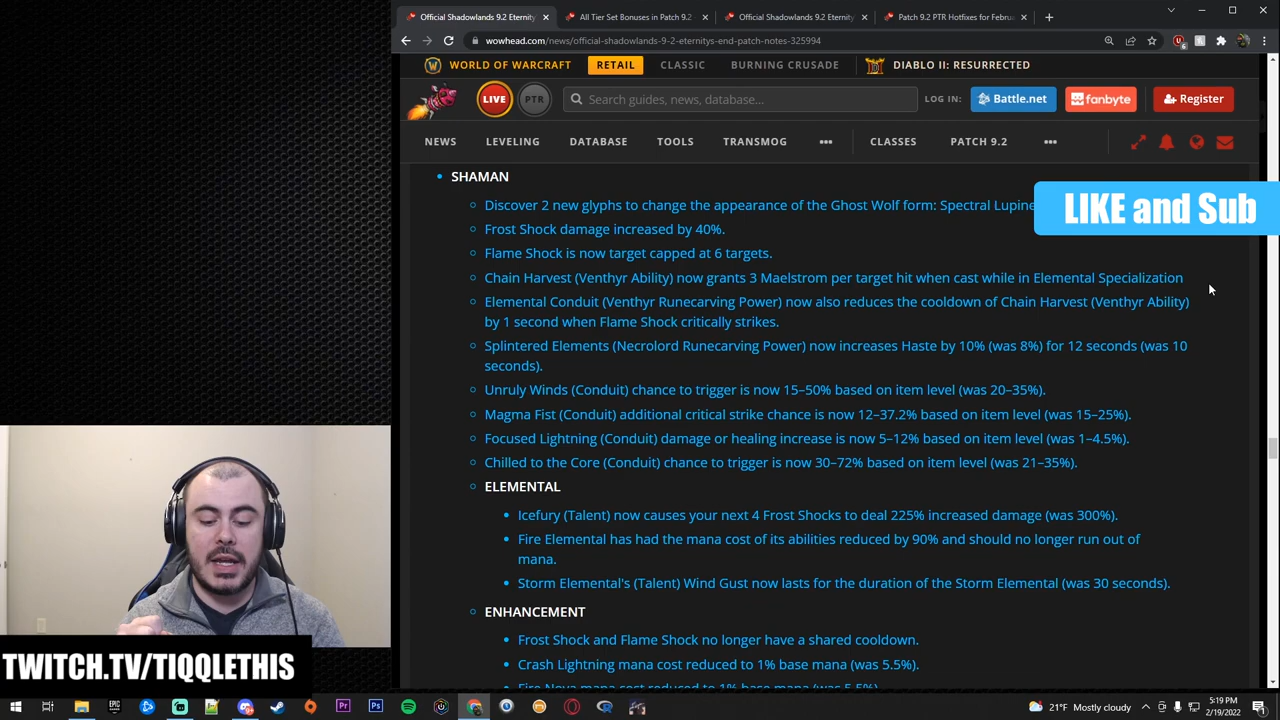 Official Shadowlands 9.2 Eternity
All Tier Set Bonuses in Patch 9.2
Official Shadowlands 9.2 Eternity
Patch 9.2 PTR Hotfixes for Februa
wowhead.com/news/official-shadowlands-9-2-eternitys-end-patch-notes-325994
WORLD OF WARCRAFT RETAIL CLASSIC BURNING CRUSADE DIABLO II: RESURRECTED
LIVE PTR Search guides, news, database... LOG IN: Battle.net fanbyte Register
NEWS LEVELING DATABASE TOOLS TRANSMOG ••• CLASSES PATCH 9.2 •••
SHAMAN
Discover 2 new glyphs to change the appearance of the Ghost Wolf form: Spectral Lupine
LIKE and Sub
Frost Shock damage increased by 40%.
Flame Shock is now target capped at 6 targets.
Chain Harvest (Venthyr Ability) now grants 3 Maelstrom per target hit when cast while in Elemental Specialization
Elemental Conduit (Venthyr Runecarving Power) now also reduces the cooldown of Chain Harvest (Venthyr Ability)
by 1 second when Flame Shock critically strikes.
Splintered Elements (Necrolord Runecarving Power) now increases Haste by 10% (was 8%) for 12 seconds (was 10
seconds).
Unruly Winds (Conduit) chance to trigger is now 15–50% based on item level (was 20–35%).
Magma Fist (Conduit) additional critical strike chance is now 12–37.2% based on item level (was 15–25%).
Focused Lightning (Conduit) damage or healing increase is now 5–12% based on item level (was 1–4.5%).
Chilled to the Core (Conduit) chance to trigger is now 30–72% based on item level (was 21–35%).
ELEMENTAL
Icefury (Talent) now causes your next 4 Frost Shocks to deal 225% increased damage (was 300%).
Fire Elemental has had the mana cost of its abilities reduced by 90% and should no longer run out of
mana.
Storm Elemental's (Talent) Wind Gust now lasts for the duration of the Storm Elemental (was 30 seconds).
ENHANCEMENT
Frost Shock and Flame Shock no longer have a shared cooldown.
Crash Lightning mana cost reduced to 1% base mana (was 5.5%).
Fire Nova mana cost reduced to 1% base mana (was 5.5%).
TWITCH.TV/TIQQLETHIS
21°F Mostly cloudy
5:19 PM
2/19/2022